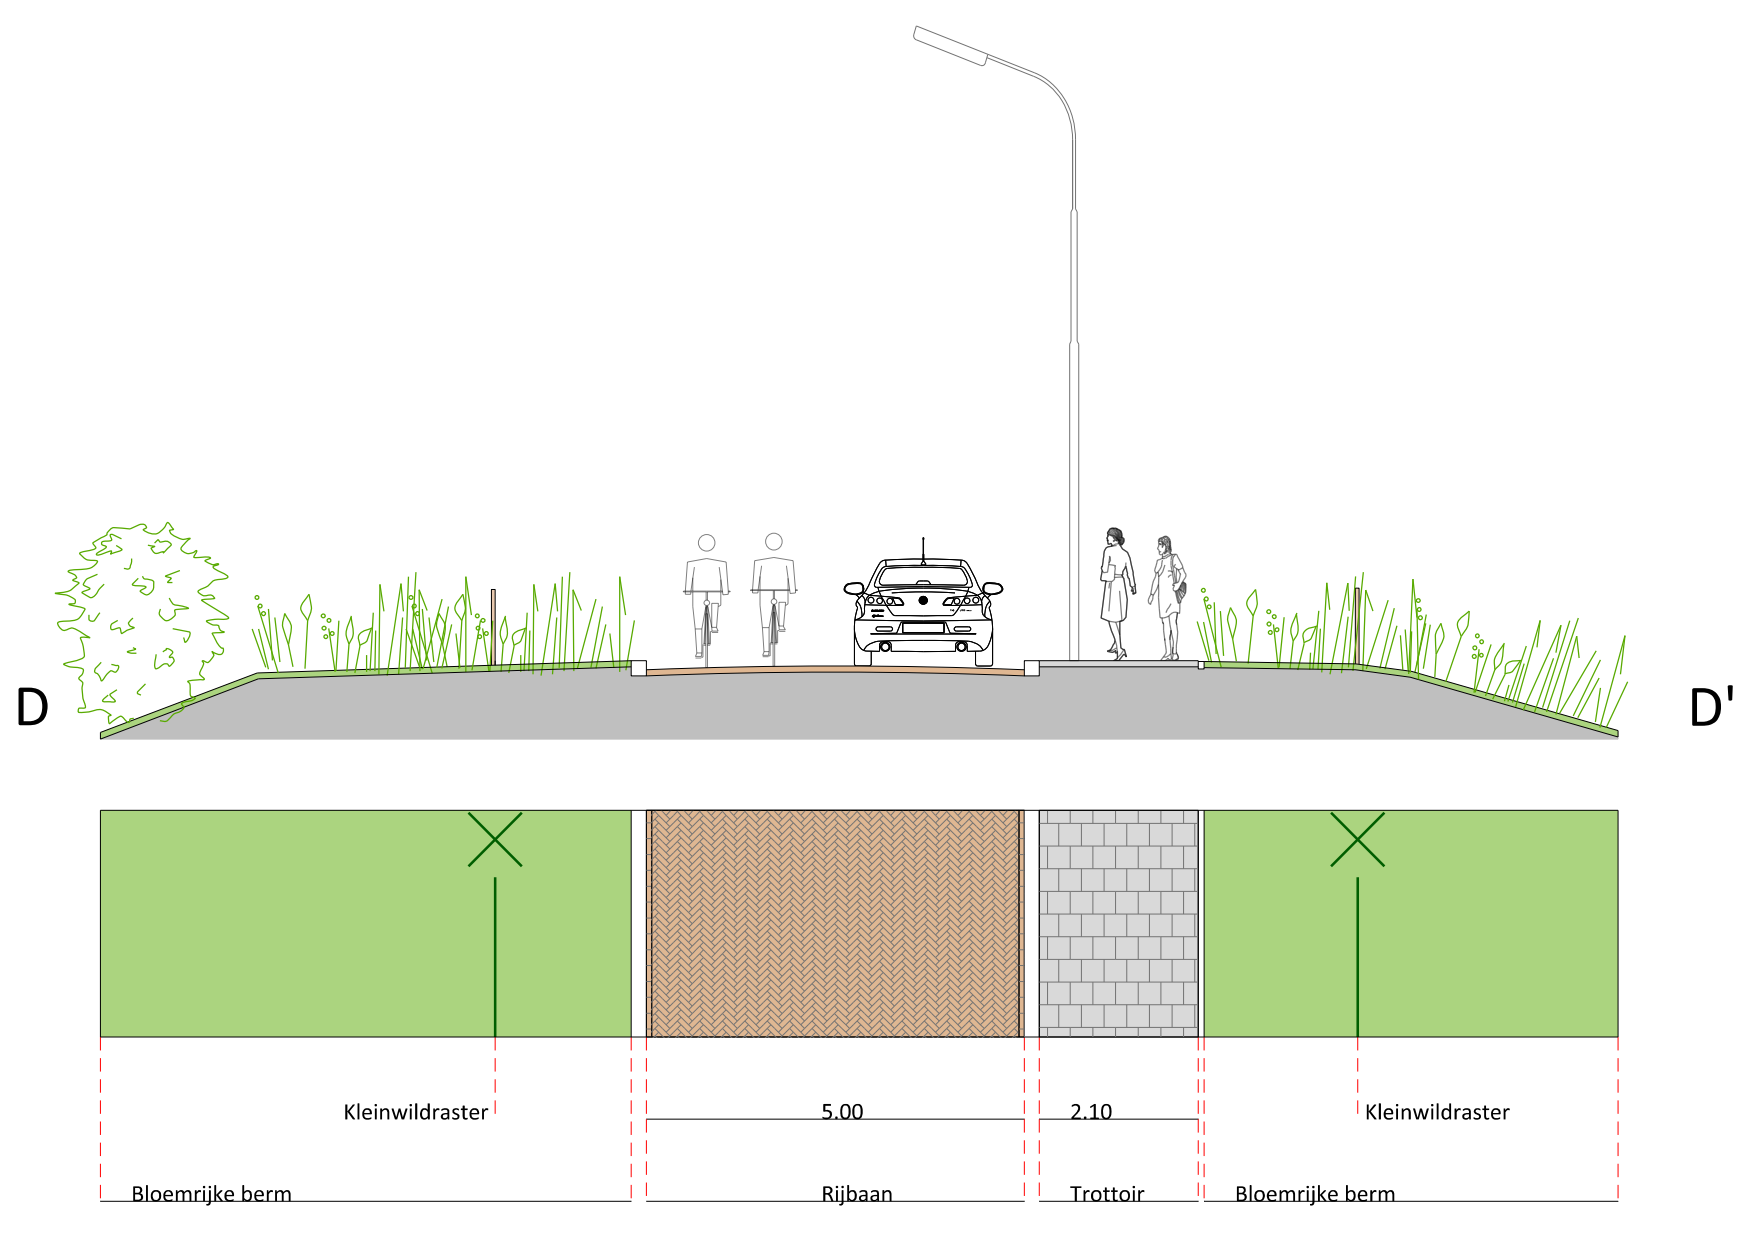 D
D'
Kleinwildraster
5.00
2.10
Kleinwildraster
Bloemrijke berm
Rijbaan
Trottoir
Bloemrijke berm